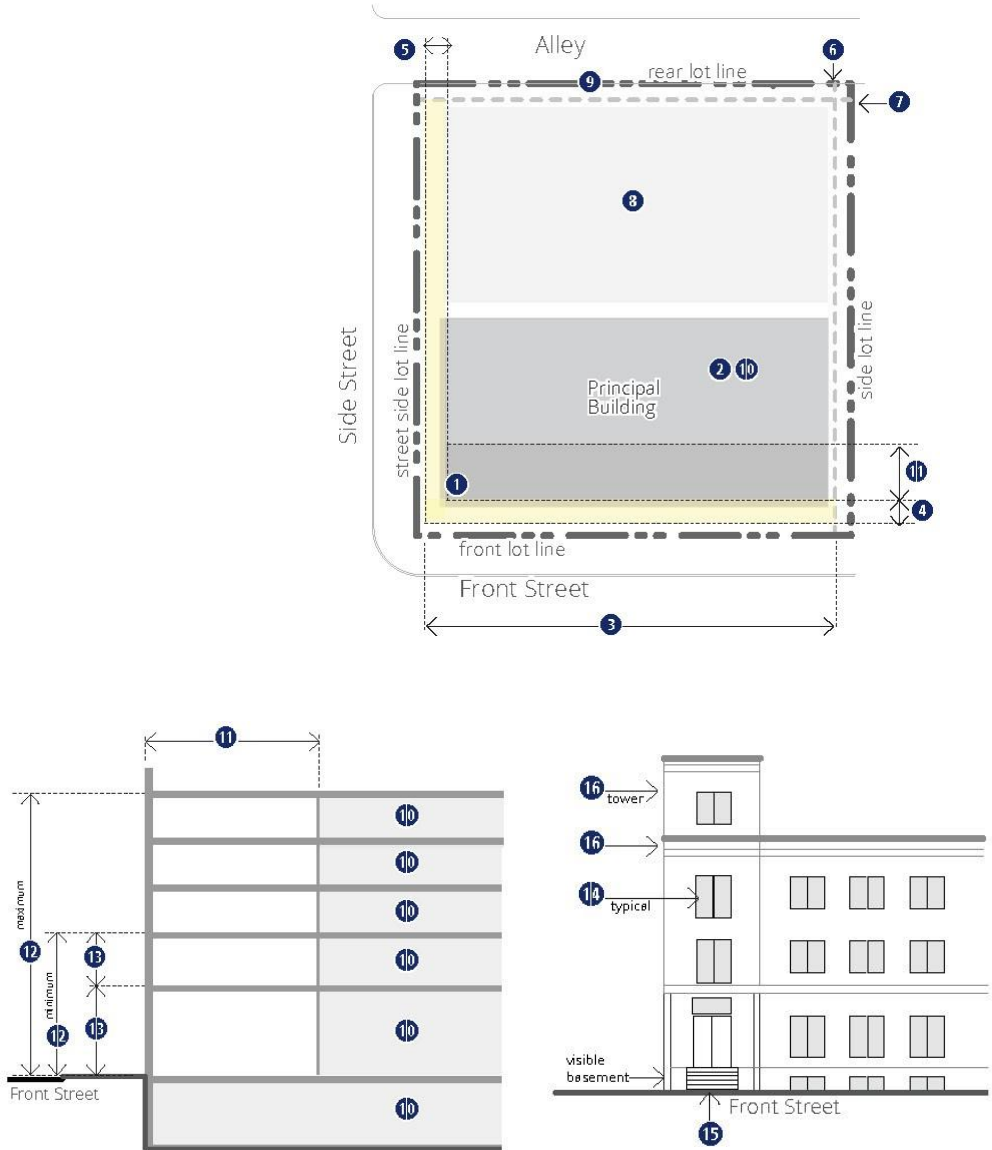 Alley
5
6
9
rear lot line
7
8
Side Street
street side lot line
side lot line
2 10
Principal
Building
11
1
4
front lot line
Front Street
3
11
10
10
10
10
10
10
maximum
12
minimum
12
13
13
Front Street
16
tower
16
14
typical
visible
basement
Front Street
15